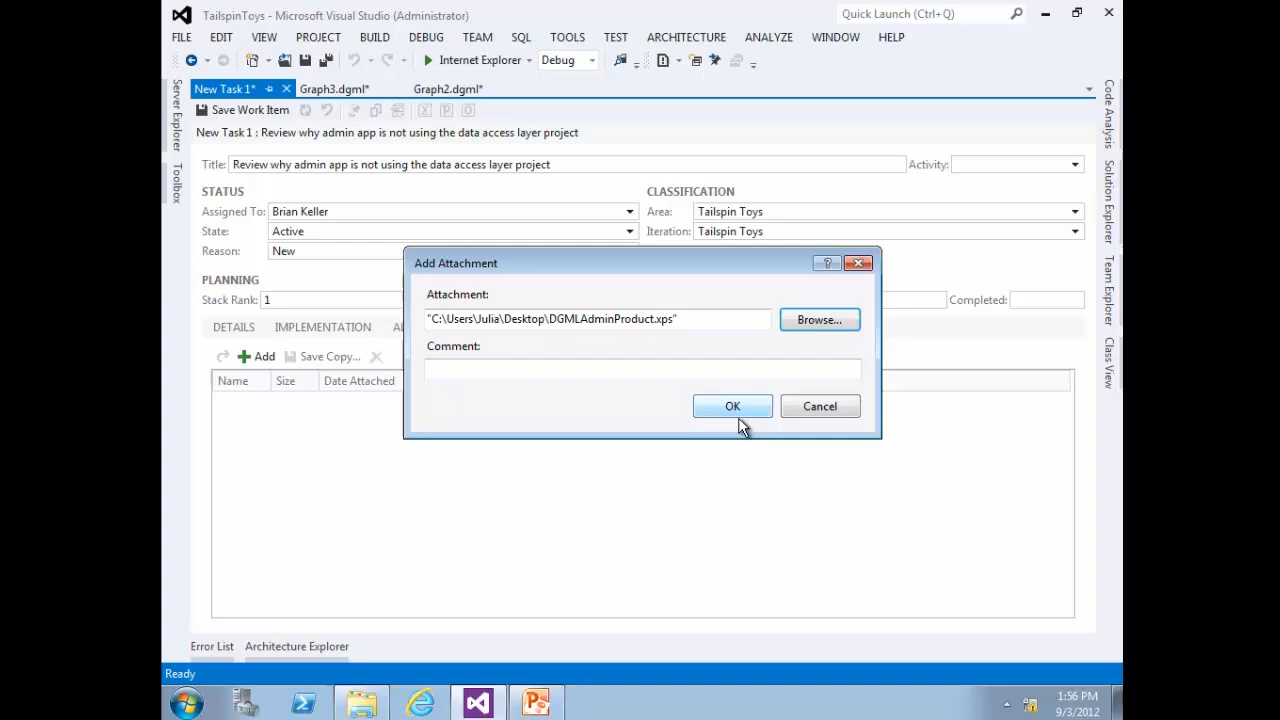 TailspinToys - Microsoft Visual Studio (Administrator)
Quick Launch (Ctrl+Q)
FILE EDIT VIEW PROJECT BUILD DEBUG TEAM SQL TOOLS TEST ARCHITECTURE ANALYZE WINDOW HELP
Internet Explorer Debug
Server Explorer
Toolbox
New Task 1* Graph3.dgml* Graph2.dgml*
Save Work Item
New Task 1 : Review why admin app is not using the data access layer project
Title: Review why admin app is not using the data access layer project Activity:
STATUS CLASSIFICATION
Assigned To: Brian Keller Area: Tailspin Toys
State: Active Iteration: Tailspin Toys
Reason: New
PLANNING
Stack Rank: 1 Completed:
DETAILS IMPLEMENTATION
Add Save Copy...
Name Size Date Attached
Add Attachment
Attachment:
"C:\Users\Julia\Desktop\DGMLAdminProduct.xps" Browse...
Comment:
OK Cancel
Code Analysis
Solution Explorer
Team Explorer
Class View
Error List Architecture Explorer
Ready
1:56 PM
9/3/2012